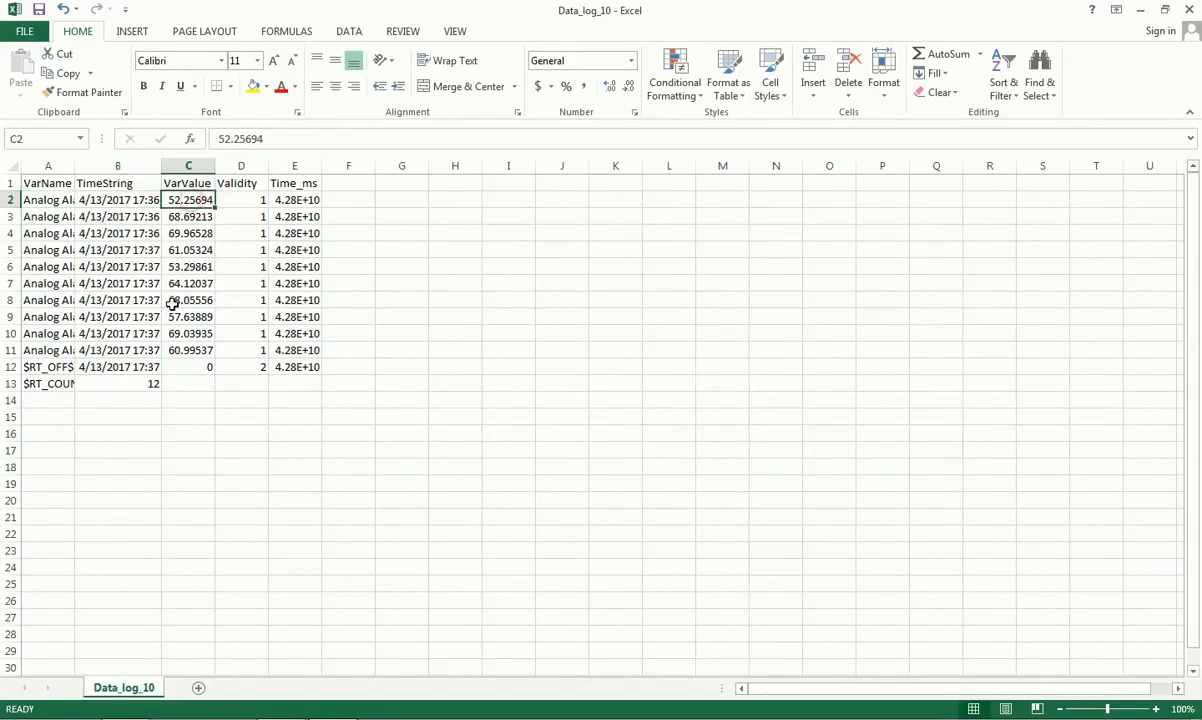 Data_log_10 - Excel
FILE HOME INSERT PAGE LAYOUT FORMULAS DATA REVIEW VIEW Sign in
Paste Cut Copy Format Painter Clipboard
Calibri 11 B I U A Font
Wrap Text Merge & Center Alignment
General $ % , Number
Conditional Formatting Format as Table Cell Styles Styles
Insert Delete Format Cells
AutoSum Fill Clear Sort & Filter Find & Select Editing
C2 fx 52.25694
A B C D E F G H I J K L M N O P Q R S T U
1 VarName TimeString VarValue Validity Time_ms
2 Analog Al 4/13/2017 17:36 52.25694 1 4.28E+10
3 Analog Al 4/13/2017 17:36 68.69213 1 4.28E+10
4 Analog Al 4/13/2017 17:36 69.96528 1 4.28E+10
5 Analog Al 4/13/2017 17:37 61.05324 1 4.28E+10
6 Analog Al 4/13/2017 17:37 53.29861 1 4.28E+10
7 Analog Al 4/13/2017 17:37 64.12037 1 4.28E+10
8 Analog Al 4/13/2017 17:37 .05556 1 4.28E+10
9 Analog Al 4/13/2017 17:37 57.63889 1 4.28E+10
10 Analog Al 4/13/2017 17:37 69.03935 1 4.28E+10
11 Analog Al 4/13/2017 17:37 60.99537 1 4.28E+10
12 $RT_OFF$ 4/13/2017 17:37 0 2 4.28E+10
13 $RT_COUN 12
14
15
16
17
18
19
20
21
22
23
24
25
26
27
28
29
30
Data_log_10
READY 100%